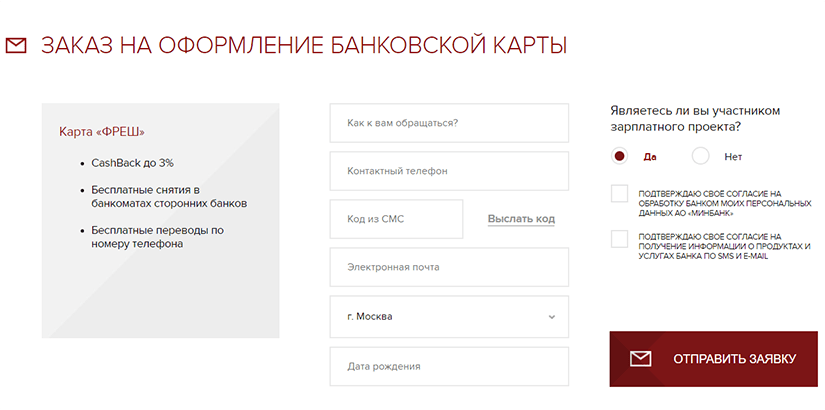 ЗАКАЗ НА ОФОРМЛЕНИЕ БАНКОВСКОЙ КАРТЫ
Карта «ФРЕШ»
CashBack до 3%
Бесплатные снятия в
банкоматах сторонних банков
Бесплатные переводы по
номеру телефона
Как к вам обращаться?
Контактный телефон
Код из СМС
Выслать код
Электронная почта
г. Москва
Дата рождения
Являетесь ли вы участником
зарплатного проекта?
Да
Нет
ПОДТВЕРЖДАЮ СВОЁ СОГЛАСИЕ НА
ОБРАБОТКУ БАНКОМ МОИХ ПЕРСОНАЛЬНЫХ
ДАННЫХ АО «МИНБАНК»
ПОДТВЕРЖДАЮ СВОЁ СОГЛАСИЕ НА
ПОЛУЧЕНИЕ ИНФОРМАЦИИ О ПРОДУКТАХ И
УСЛУГАХ БАНКА ПО SMS И E-MAIL
ОТПРАВИТЬ ЗАЯВКУ